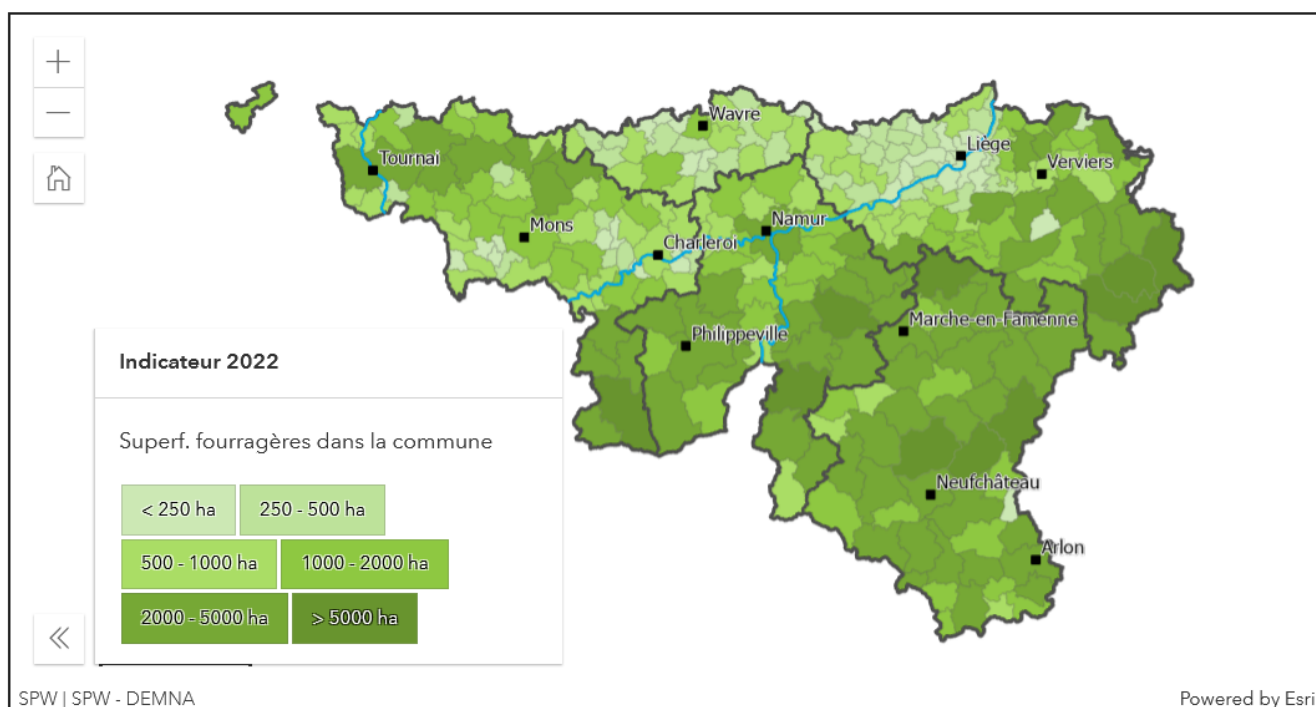 +
−
Wavre
Tournai
Liège
Verviers
Mons
Namur
Charleroi
Marche-en-Famenne
Philippeville
Indicateur 2022
Superf. fourragères dans la commune
< 250 ha 250 - 500 ha
500 - 1000 ha 1000 - 2000 ha
2000 - 5000 ha > 5000 ha
Neufchâteau
Arlon
SPW | SPW - DEMNA Powered by Esri